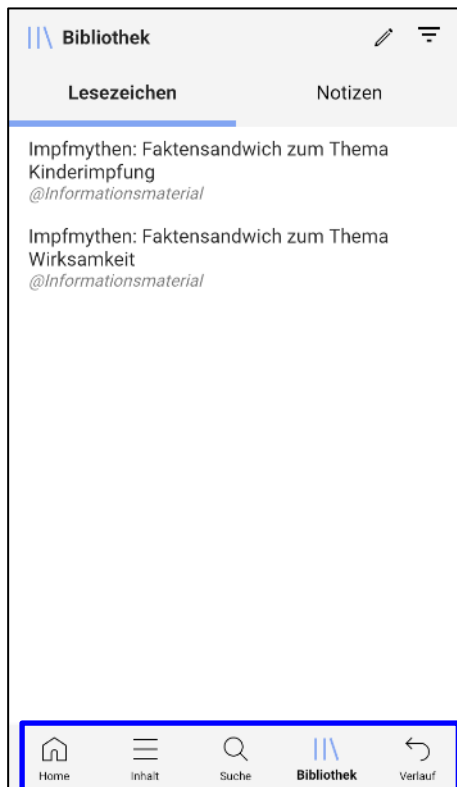 Bibliothek
Lesezeichen Notizen
Impfmythen: Faktensandwich zum Thema
Kinderimpfung
@Informationsmaterial
Impfmythen: Faktensandwich zum Thema
Wirksamkeit
@Informationsmaterial
Home Inhalt Suche Bibliothek Verlauf